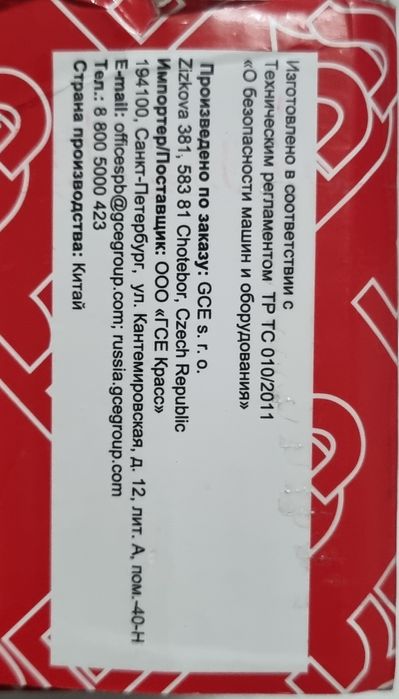 Изготовлено в соответствии с
Техническим регламентом ТР ТС 010/2011
«О безопасности машин и оборудования»
Произведено по заказу: GCE s. r. o.
Zizkova 381, 583 81 Chotebor, Czech Republic
Импортер/Поставщик: ООО «ГСЕ Красс»
194100, Санкт-Петербург, ул. Кантемировская, д. 12, лит. А, пом.-40-Н
E-mail: officespb@gcegroup.com; russia.gcegroup.com
Тел.: 8 800 5000 423
Страна производства: Китай